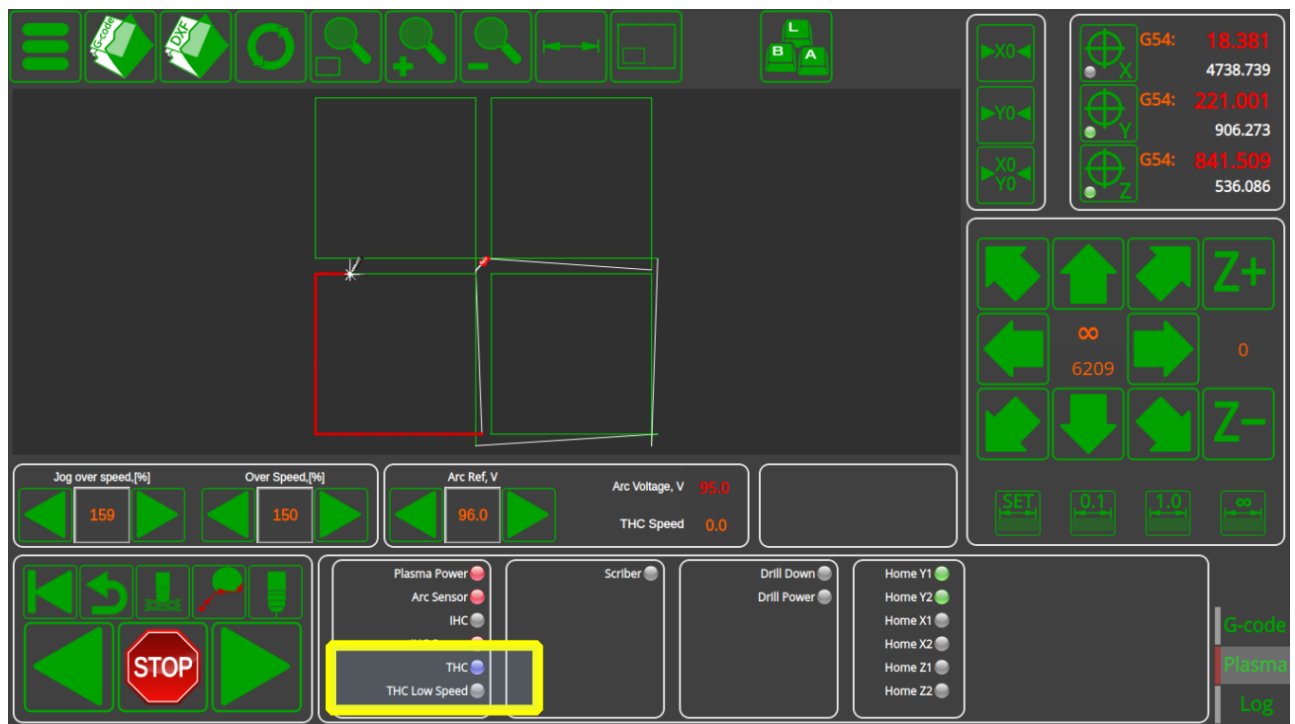 G-code
DXF
L
B
A
X0
Y0
X0
Y0
X
G54:
18.381
4738.739
Y
G54:
221.001
906.273
Z
G54:
841.509
536.086
∞
6209
Z+
0
Z-
SET
0.1
1.0
∞
Jog over speed,[%]
Over Speed,[%]
159
150
Arc Ref, V
96.0
Arc Voltage, V
95.0
THC Speed
0.0
STOP
Plasma Power
Arc Sensor
IHC
THC
THC Low Speed
Scriber
Drill Down
Drill Power
Home Y1
Home Y2
Home X1
Home X2
Home Z1
Home Z2
G-code
Plasma
Log